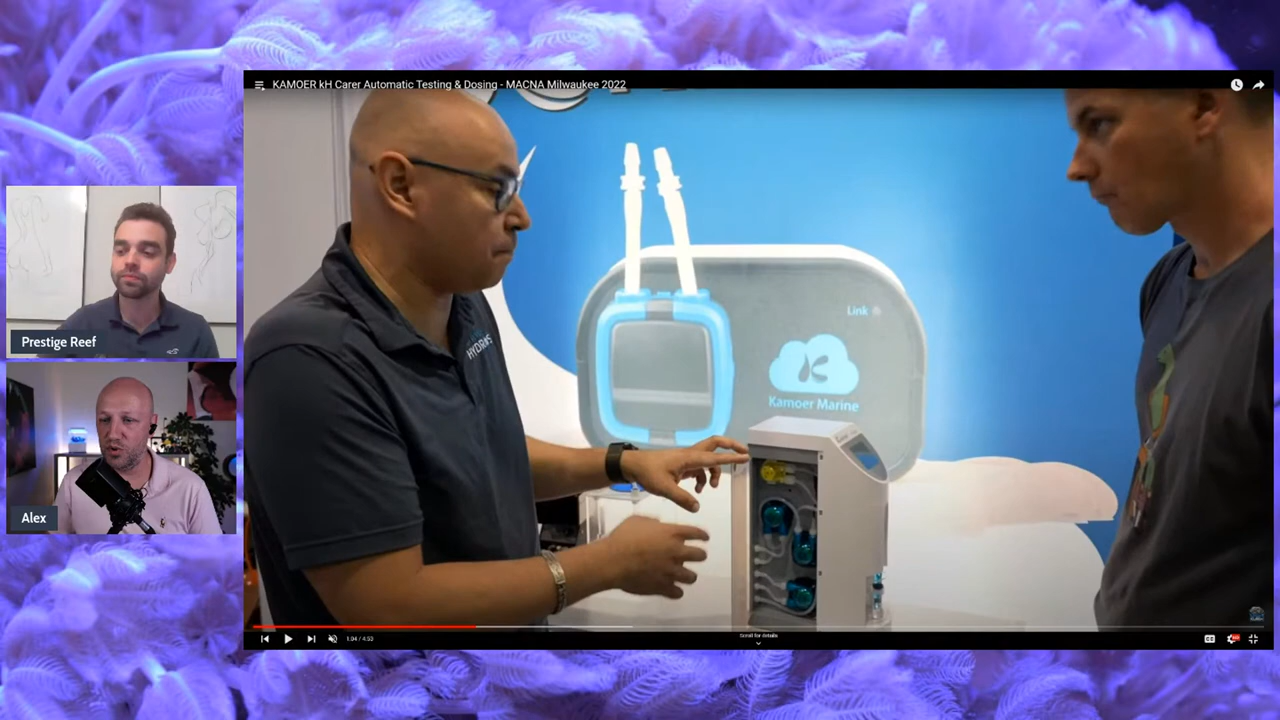 KAMOER kH Carer Automatic Testing & Dosing - MACNA Milwaukee 2022
Link
Kamoer Marine
HYDROS
Prestige Reef
Alex
1:04 / 4:53
Scroll for details
CC